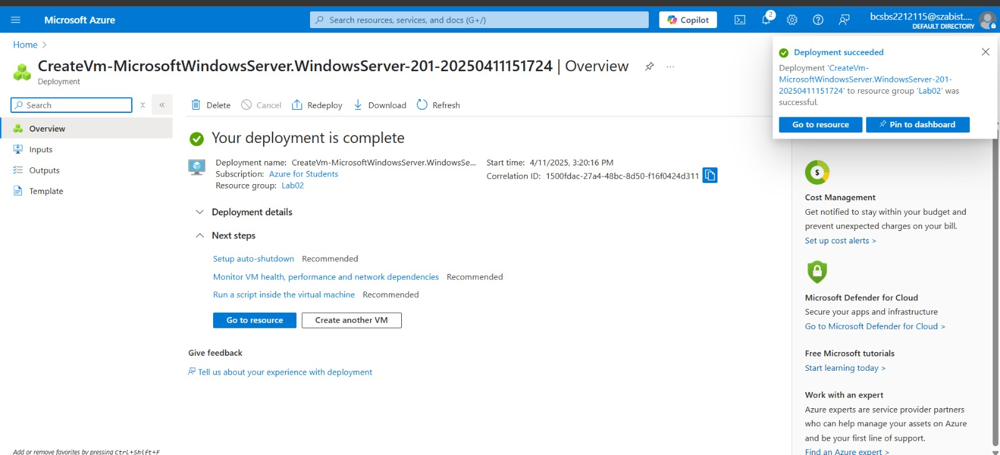 Microsoft Azure
Search resources, services, and docs (G+/)
Copilot
2
bcsbs2212115@szabist....
DEFAULT DIRECTORY
Home
CreateVm-MicrosoftWindowsServer.WindowsServer-201-20250411151724 | Overview
Deployment
Search
Overview
Inputs
Outputs
Template
Delete
Cancel
Redeploy
Download
Refresh
Your deployment is complete
Deployment name: CreateVm-MicrosoftWindowsServer.WindowsSe...
Subscription: Azure for Students
Resource group: Lab02
Start time: 4/11/2025, 3:20:16 PM
Correlation ID: 1500fdac-27a4-48bc-8d50-f16f0424d311
Deployment details
Next steps
Setup auto-shutdown Recommended
Monitor VM health, performance and network dependencies Recommended
Run a script inside the virtual machine Recommended
Go to resource
Create another VM
Give feedback
Tell us about your experience with deployment
Add or remove favorites by pressing Ctrl+Shift+F
Deployment succeeded
Deployment 'CreateVm-
MicrosoftWindowsServer.WindowsServer-201-
20250411151724' to resource group 'Lab02' was
successful.
Go to resource
Pin to dashboard
$
Cost Management
Get notified to stay within your budget and
prevent unexpected charges on your bill.
Set up cost alerts >
Microsoft Defender for Cloud
Secure your apps and infrastructure
Go to Microsoft Defender for Cloud >
Free Microsoft tutorials
Start learning today >
Work with an expert
Azure experts are service provider partners
who can help manage your assets on Azure
and be your first line of support.
Find an Azure expert >